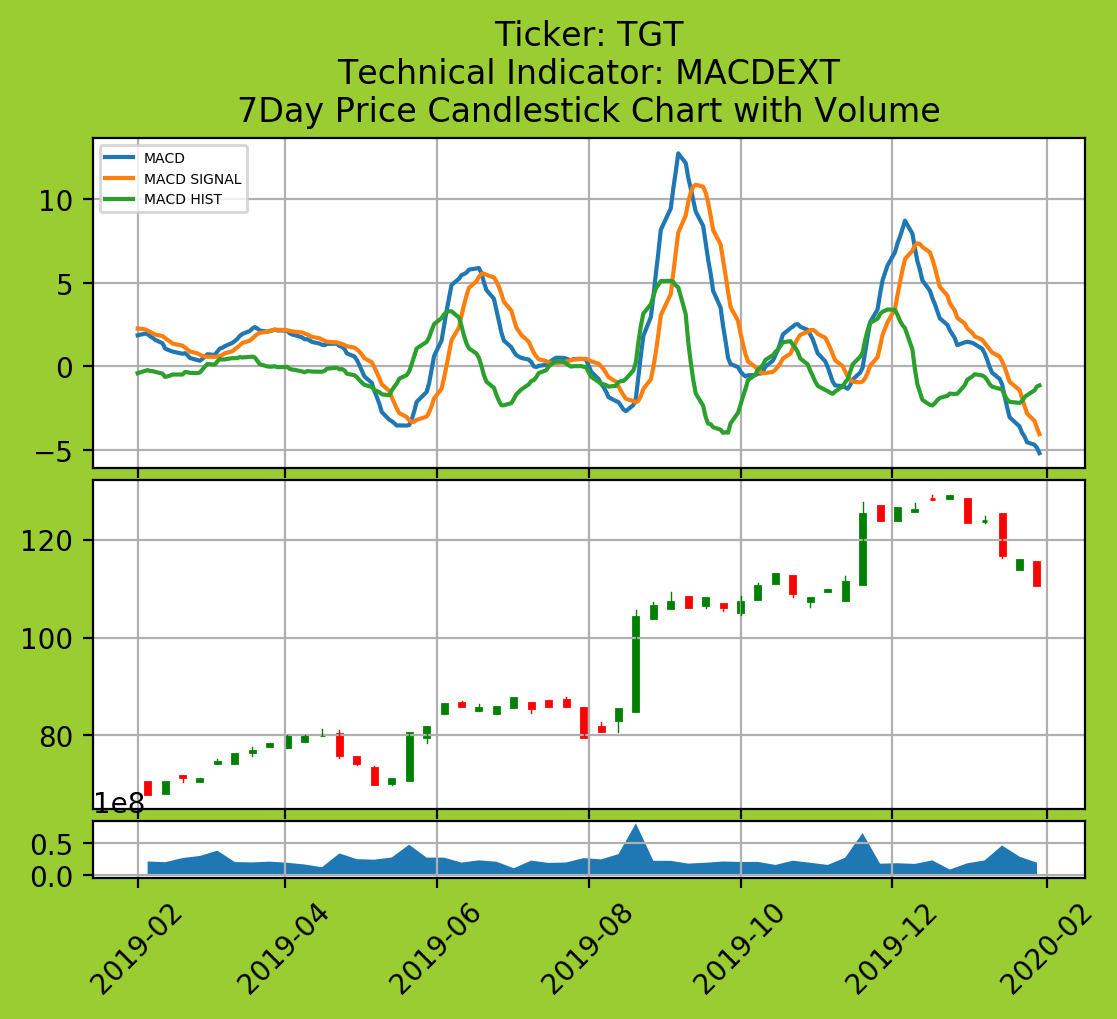 Ticker: TGT
Technical Indicator: MACDEXT
7Day Price Candlestick Chart with Volume
MACD
MACD SIGNAL
MACD HIST
10
5
0
−5
120
100
80
1e8
0.5
0.0
2019-02
2019-04
2019-06
2019-08
2019-10
2019-12
2020-02